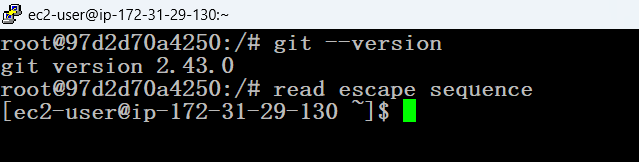 ec2-user@ip-172-31-29-130:~
root@97d2d70a4250:/# git --version
git version 2.43.0
root@97d2d70a4250:/# read escape sequence
[ec2-user@ip-172-31-29-130 ~]$